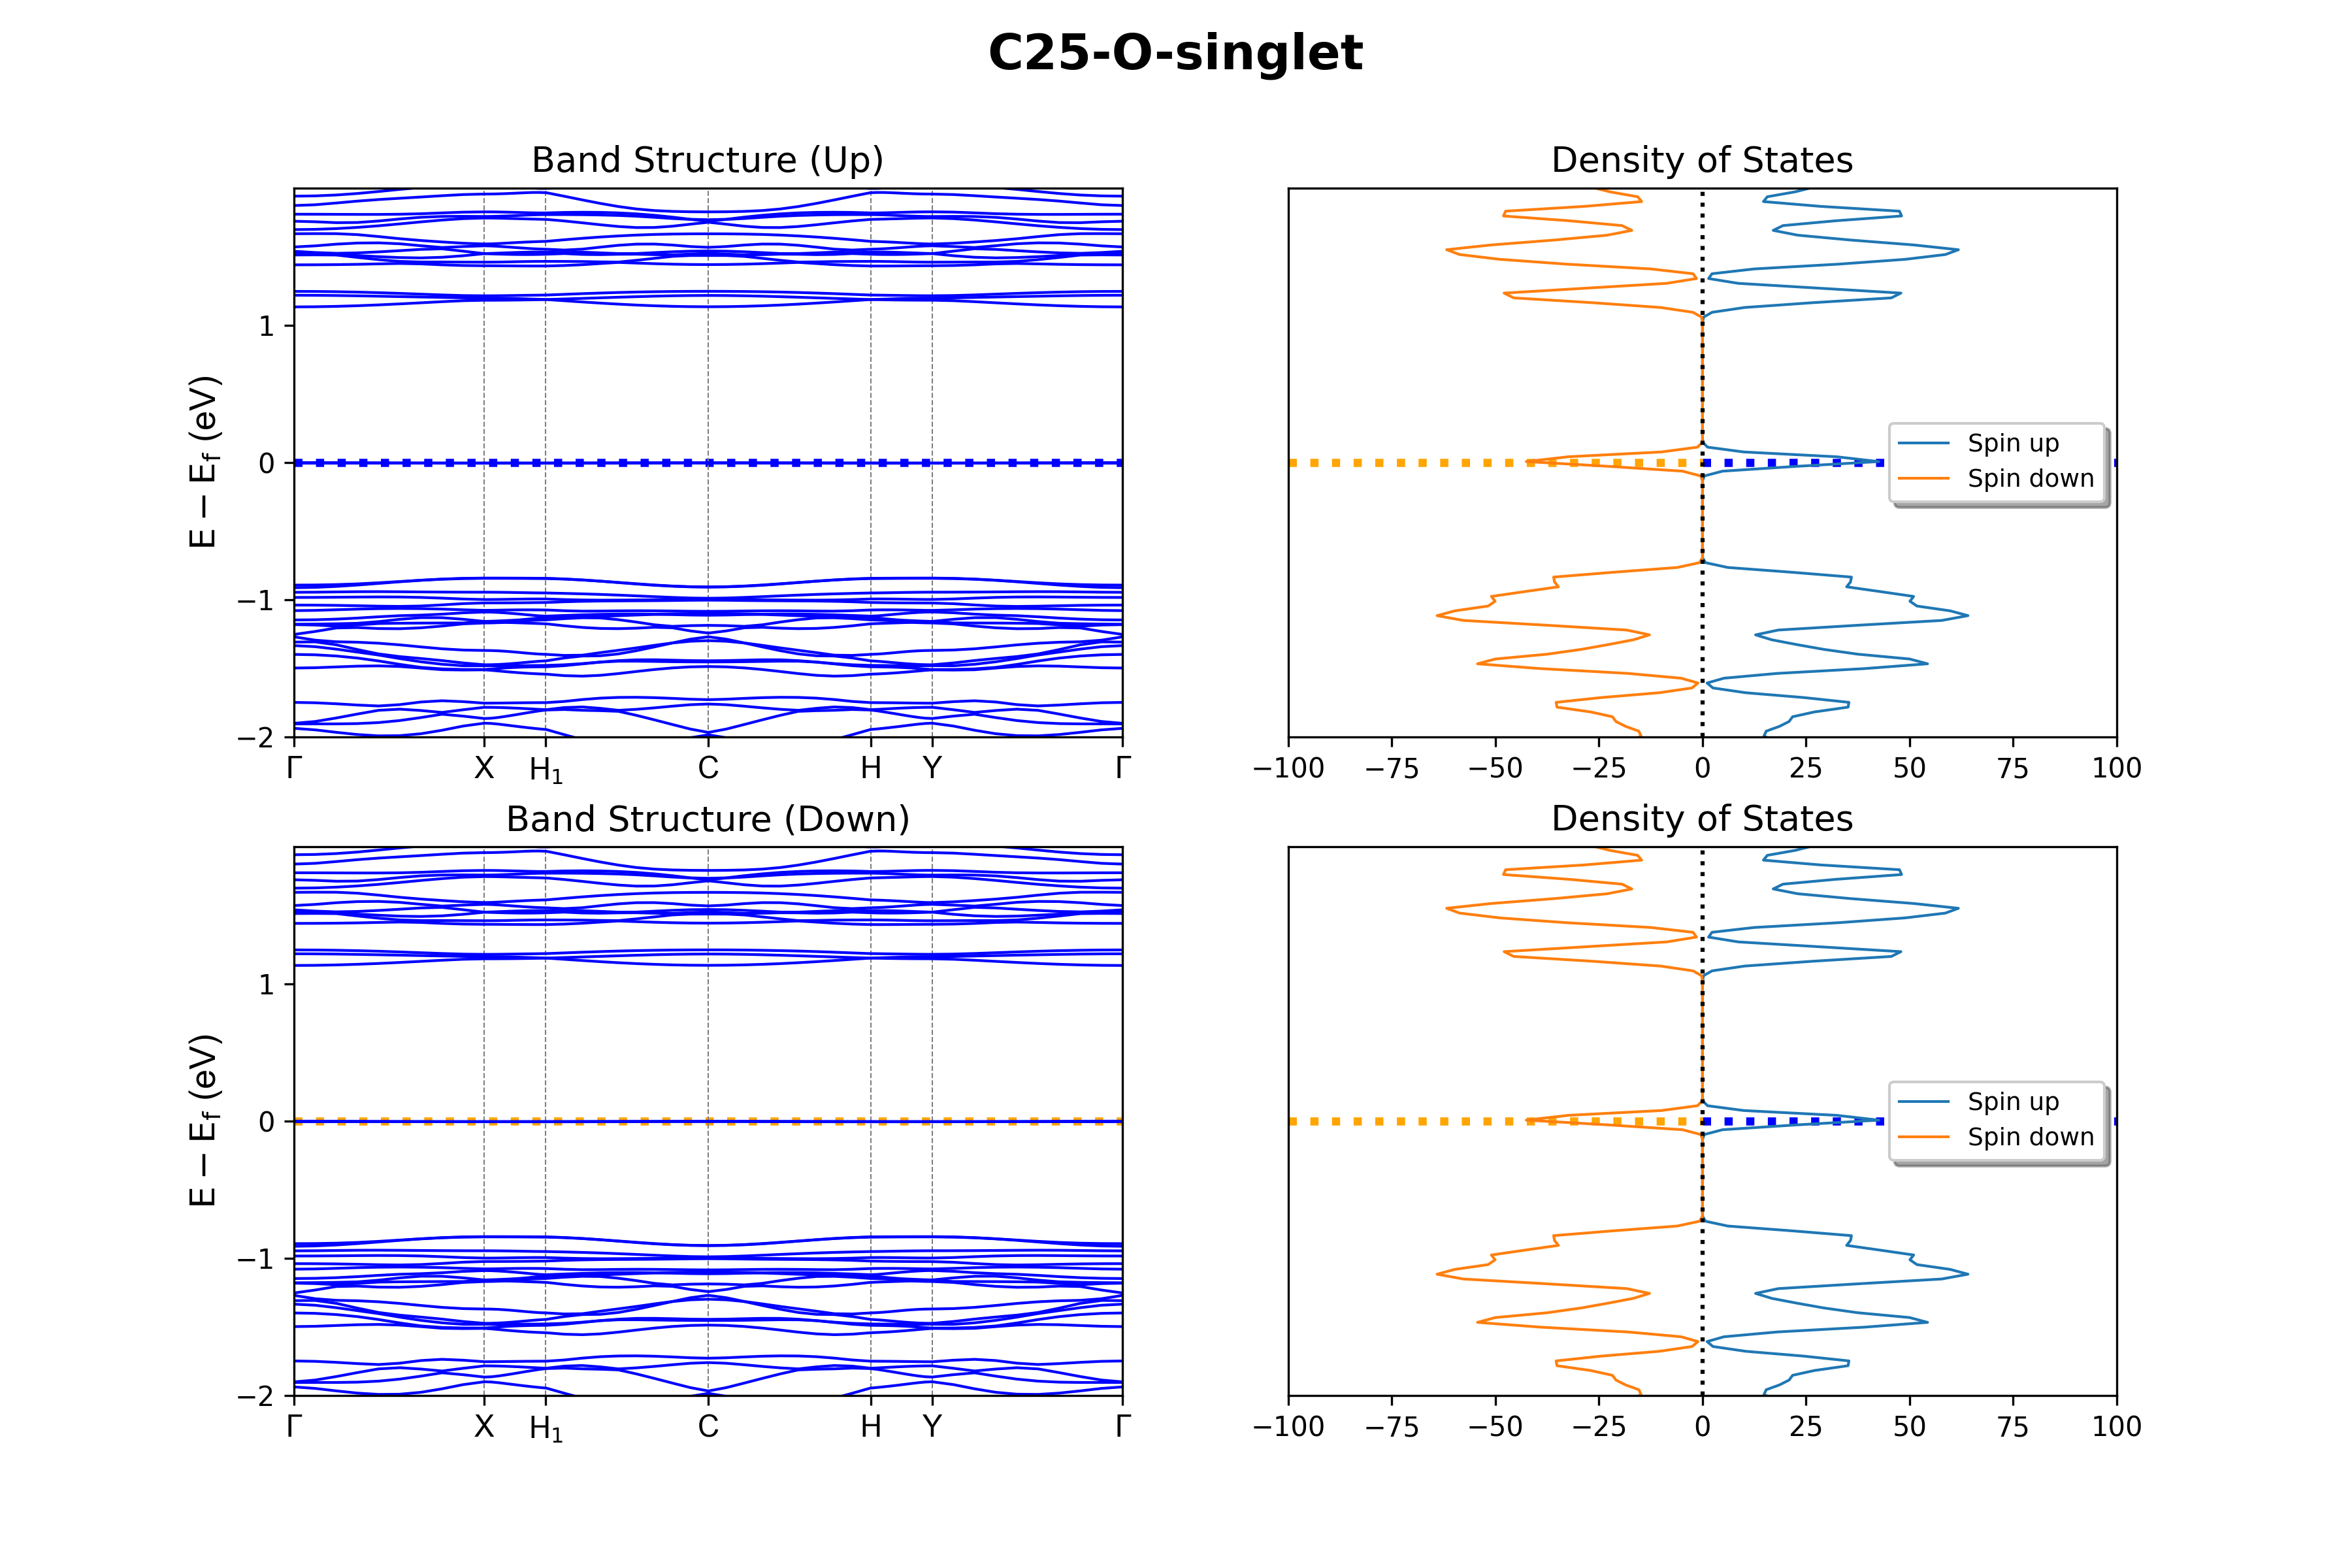 C25-O-singlet
Band Structure (Up)
Density of States
E − E_f (eV)
1
0
−1
−2
Γ X H₁ C H Y Γ
Spin up
Spin down
−100 −75 −50 −25 0 25 50 75 100
Band Structure (Down)
Density of States
E − E_f (eV)
1
0
−1
−2
Γ X H₁ C H Y Γ
Spin up
Spin down
−100 −75 −50 −25 0 25 50 75 100